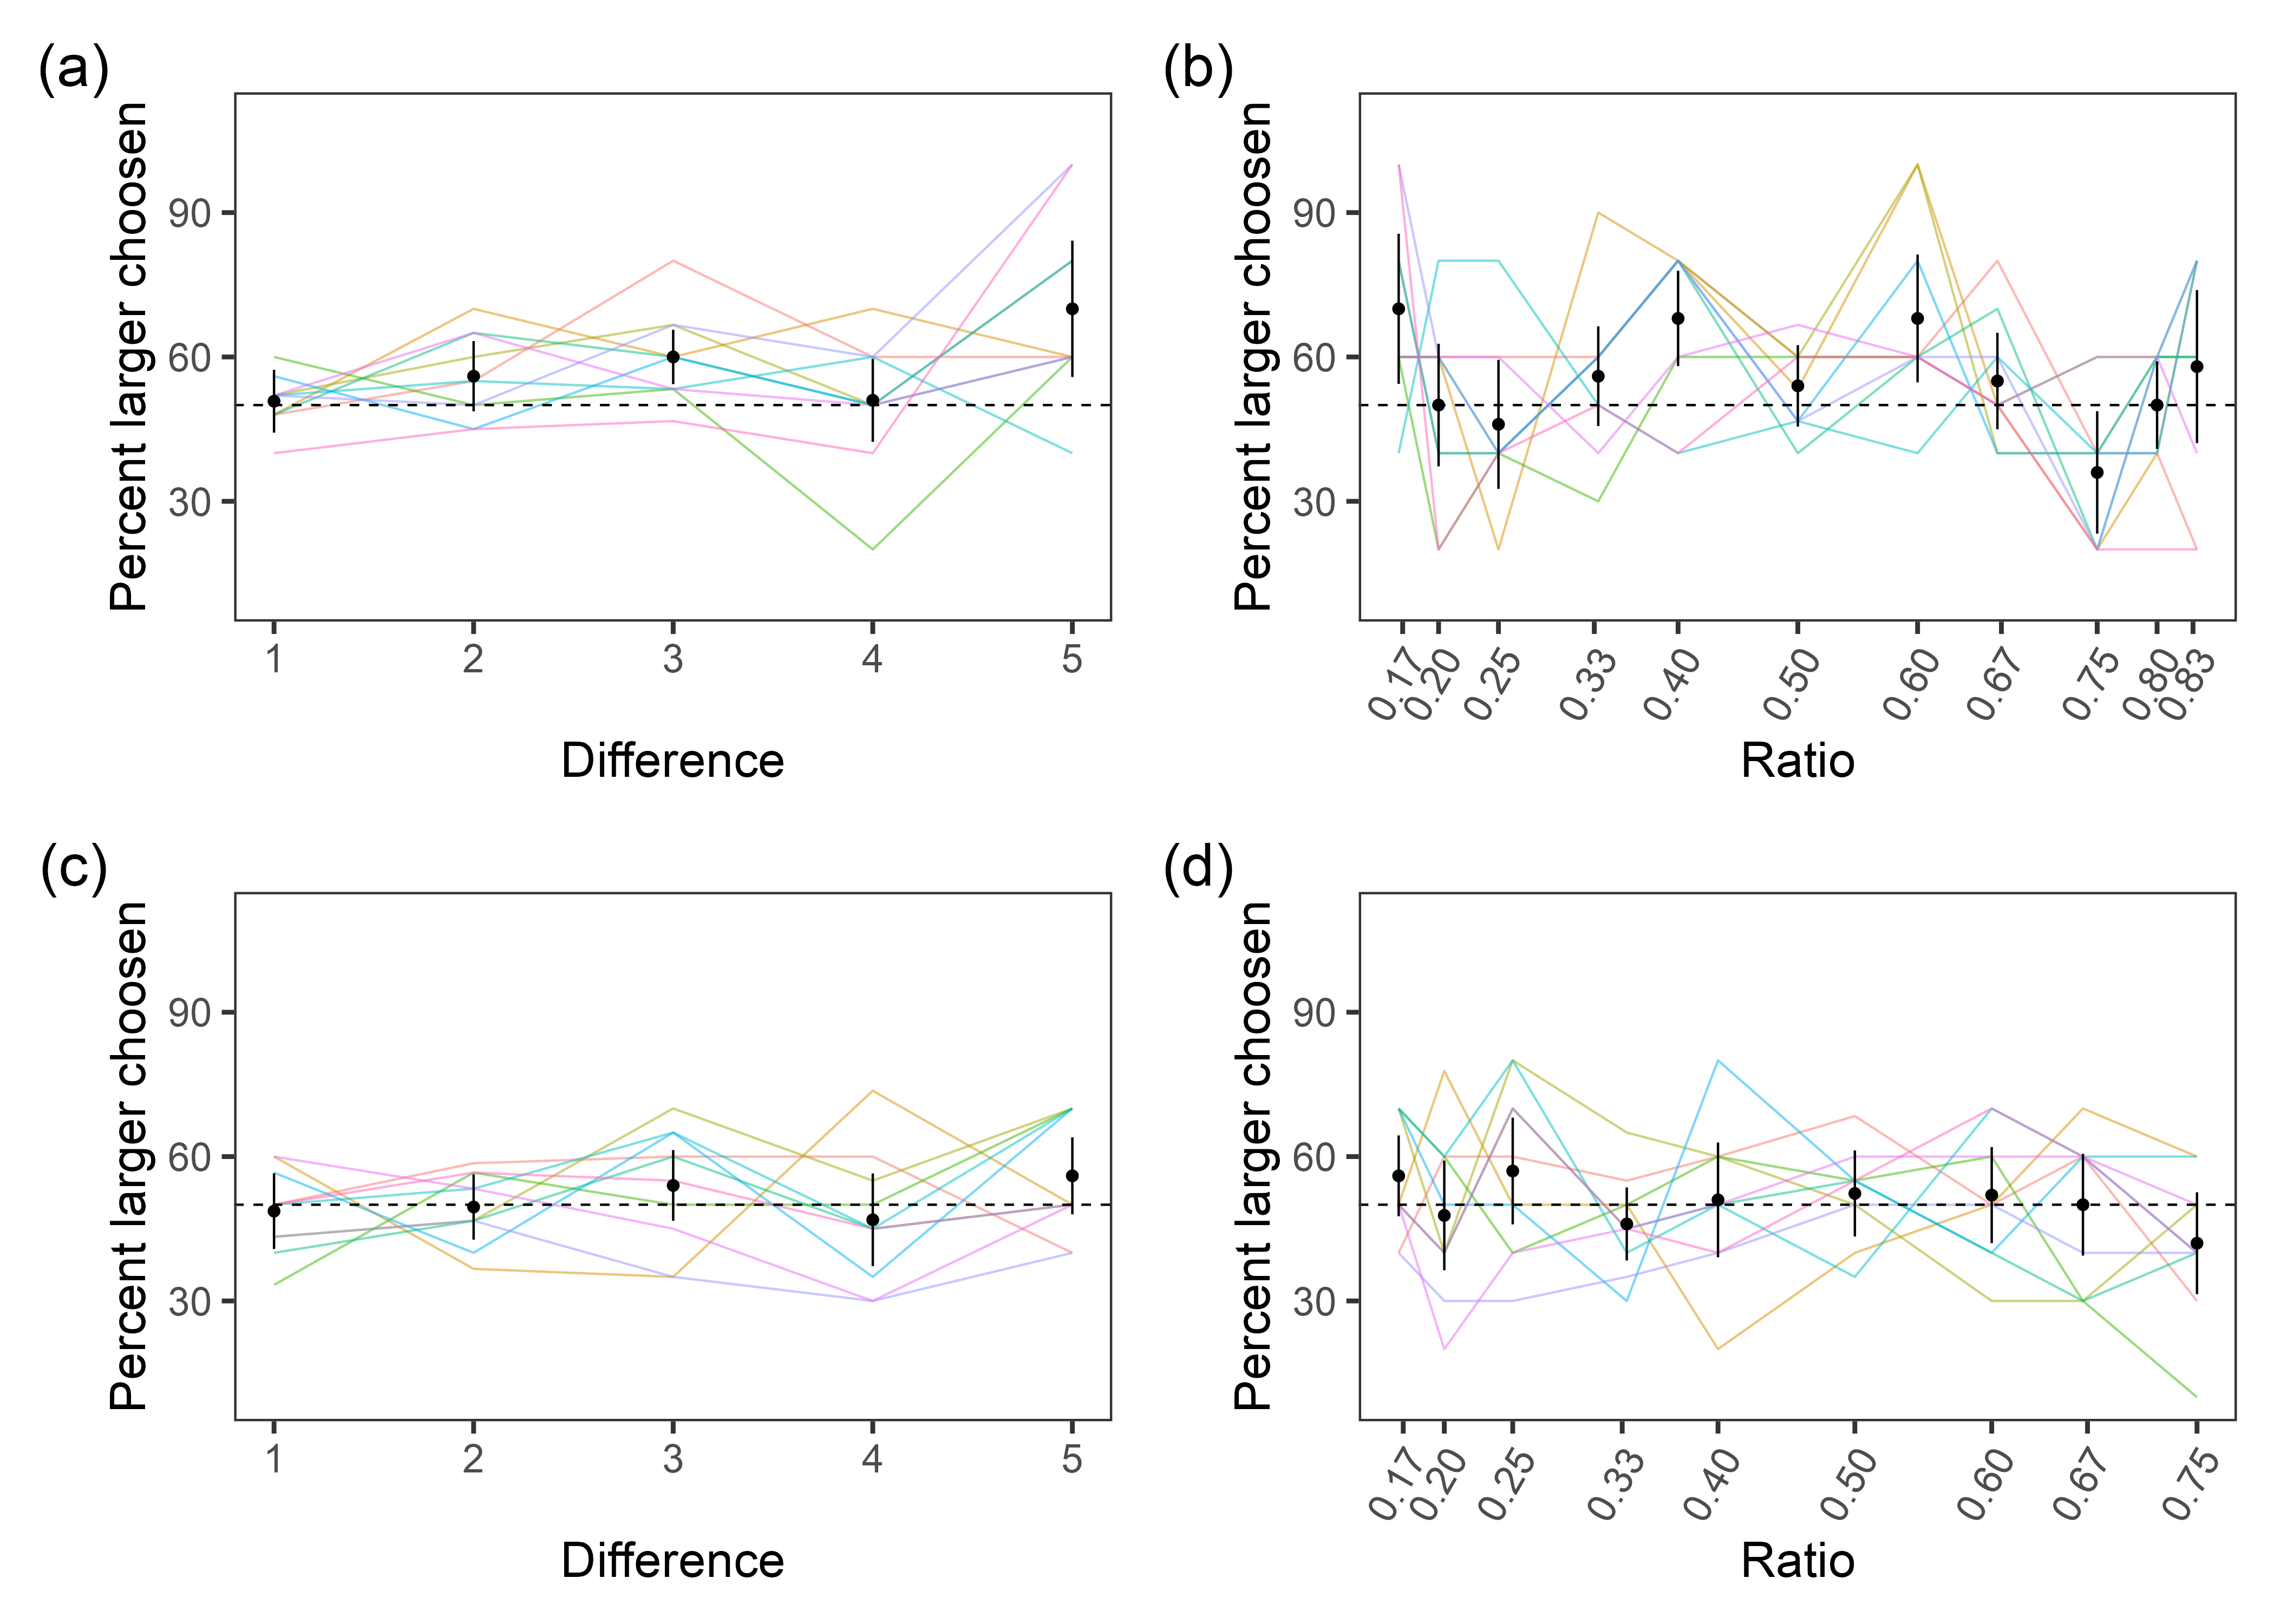 (a)
Percent larger choosen
90
60
30
1 2 3 4 5
Difference
(b)
Percent larger choosen
90
60
30
0.17 0.20 0.25 0.33 0.40 0.50 0.60 0.67 0.75 0.80 0.83
Ratio
(c)
Percent larger choosen
90
60
30
1 2 3 4 5
Difference
(d)
Percent larger choosen
90
60
30
0.17 0.20 0.25 0.33 0.40 0.50 0.60 0.67 0.75
Ratio